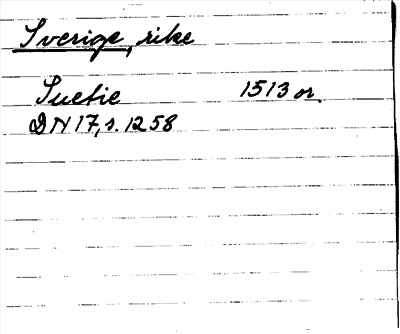 Sverige, rike
Suetie 1513 or.
DN 17, s. 1258